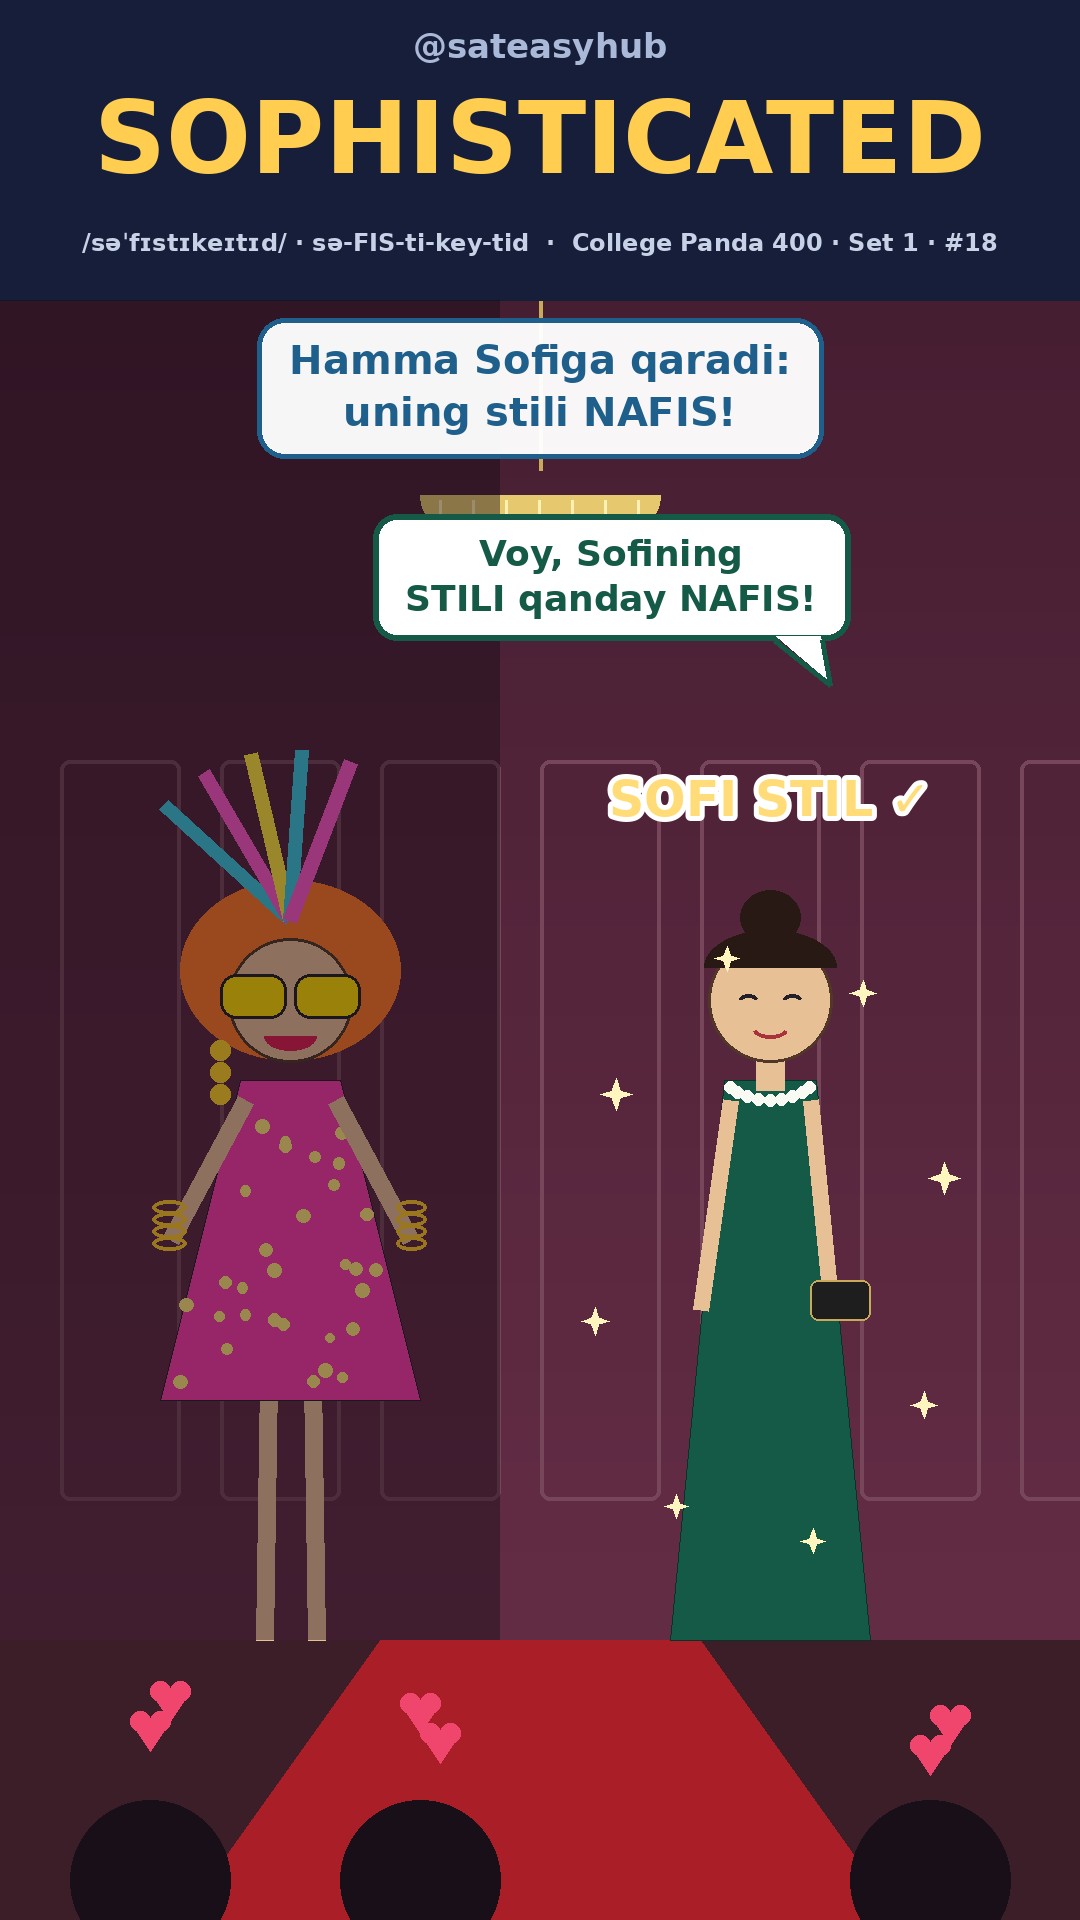 @sateasyhub
SOPHISTICATED
/səˈfɪstɪkeɪtɪd/ · sə-FIS-ti-key-tid · College Panda 400 · Set 1 · #18
Hamma Sofiga qaradi:
uning stili NAFIS!
Voy, Sofining
STILI qanday NAFIS!
SOFI STIL ✓